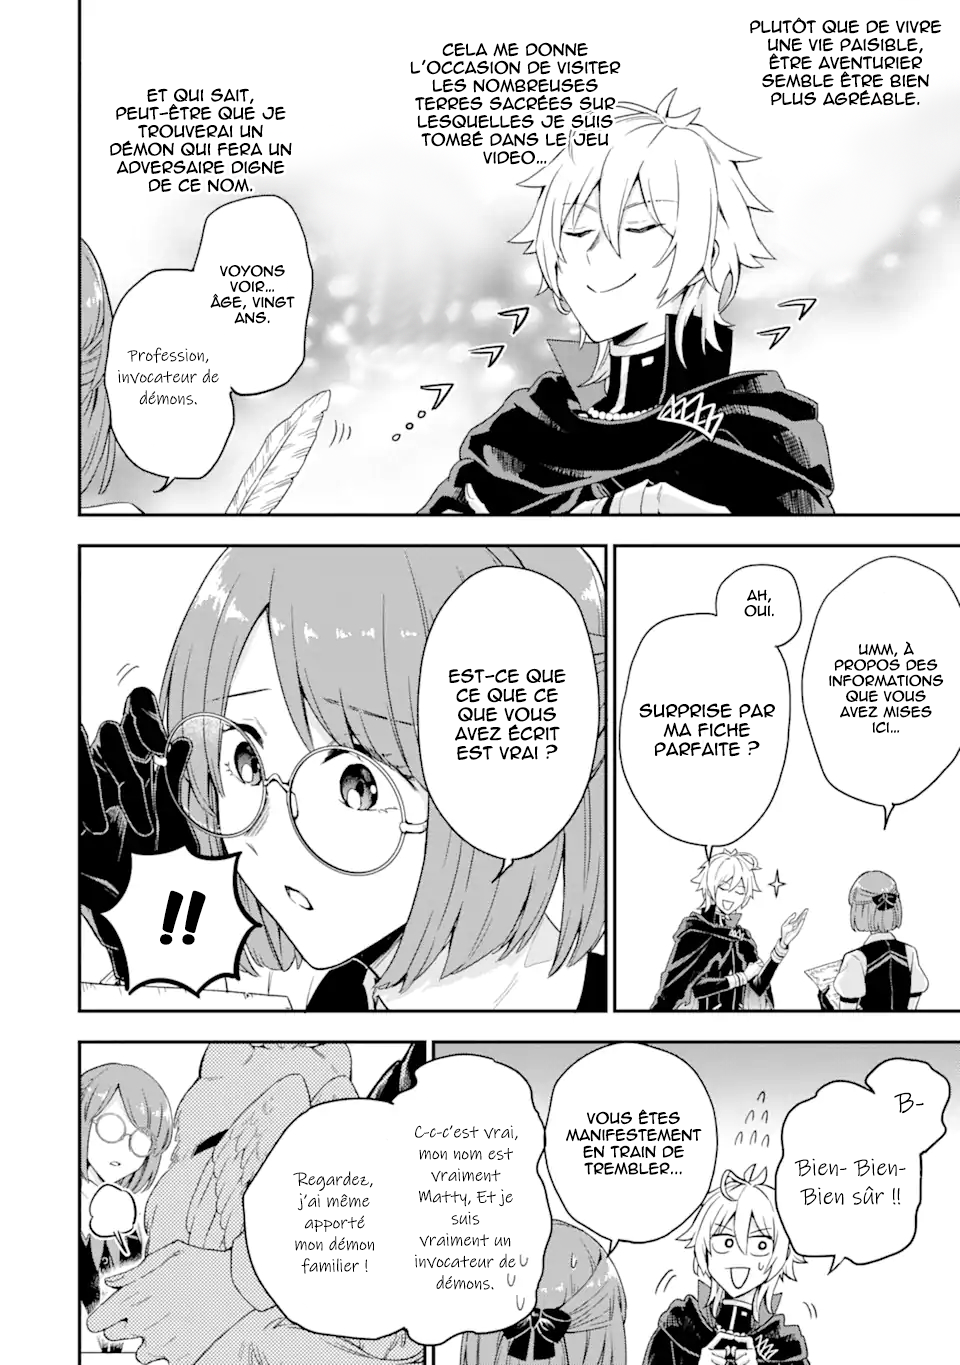 PLUTÔT QUE DE VIVRE
UNE VIE PAISIBLE,
ÊTRE AVENTURIER
SEMBLE ÊTRE BIEN
PLUS AGRÉABLE.
CELA ME DONNE
L'OCCASION DE VISITER
LES NOMBREUSES
TERRES SACRÉES SUR
LESQUELLES JE SUIS
TOMBÉ DANS LE JEU
VIDEO...
ET QUI SAIT,
PEUT-ÊTRE QUE JE
TROUVERAI UN
DÉMON QUI FERA UN
ADVERSAIRE DIGNE
DE CE NOM.
VOYONS
VOIR...
ÂGE, VINGT
ANS.
Profession,
invocateur de
démons.
UMM, À
PROPOS DES
INFORMATIONS
QUE VOUS
AVEZ MISES
ICI...
AH,
OUI.
SURPRISE PAR
MA FICHE
PARFAITE ?
EST-CE QUE
CE QUE CE
QUE VOUS
AVEZ ÉCRIT
EST VRAI ?
!!
B-
Bien- Bien-
Bien sûr !!
VOUS ÊTES
MANIFESTEMENT
EN TRAIN DE
TREMBLER...
C-c-c'est vrai,
mon nom est
vraiment
Matty, Et je
suis
vraiment un
invocateur de
démons.
Regardez,
j'ai même
apporté
mon démon
familier !